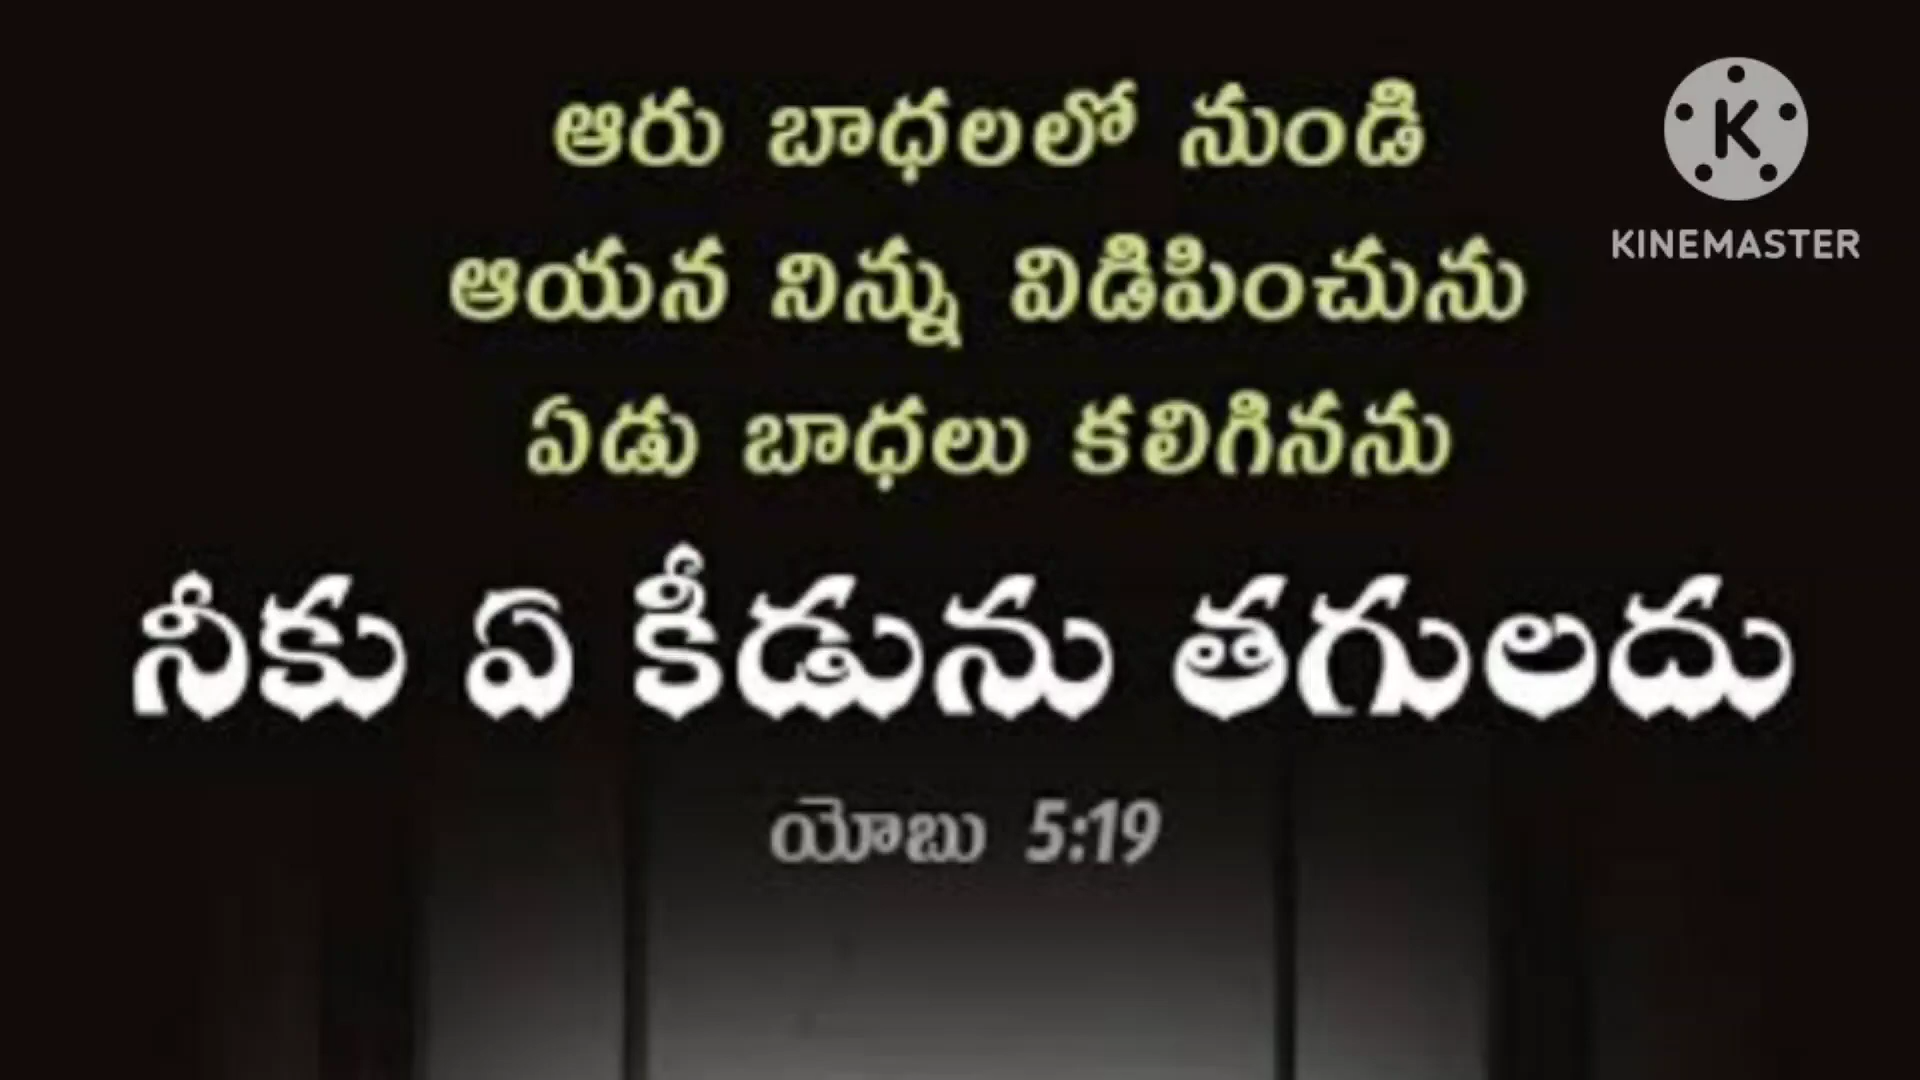 ఆరు బాధలలో నుండి
ఆయన నిన్ను విడిపించును
ఏడు బాధలు కలిగినను
నీకు ఏ కీడును తగులదు
యోబు 5:19
K
KINEMASTER